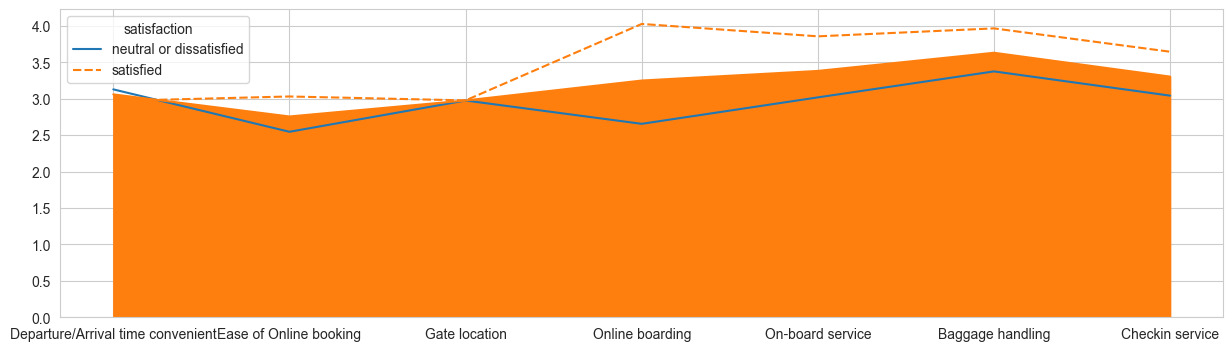 satisfaction
neutral or dissatisfied
satisfied
4.0
3.5
3.0
2.5
2.0
1.5
1.0
0.5
0.0
Departure/Arrival time convenient Ease of Online booking Gate location Online boarding On-board service Baggage handling Checkin service